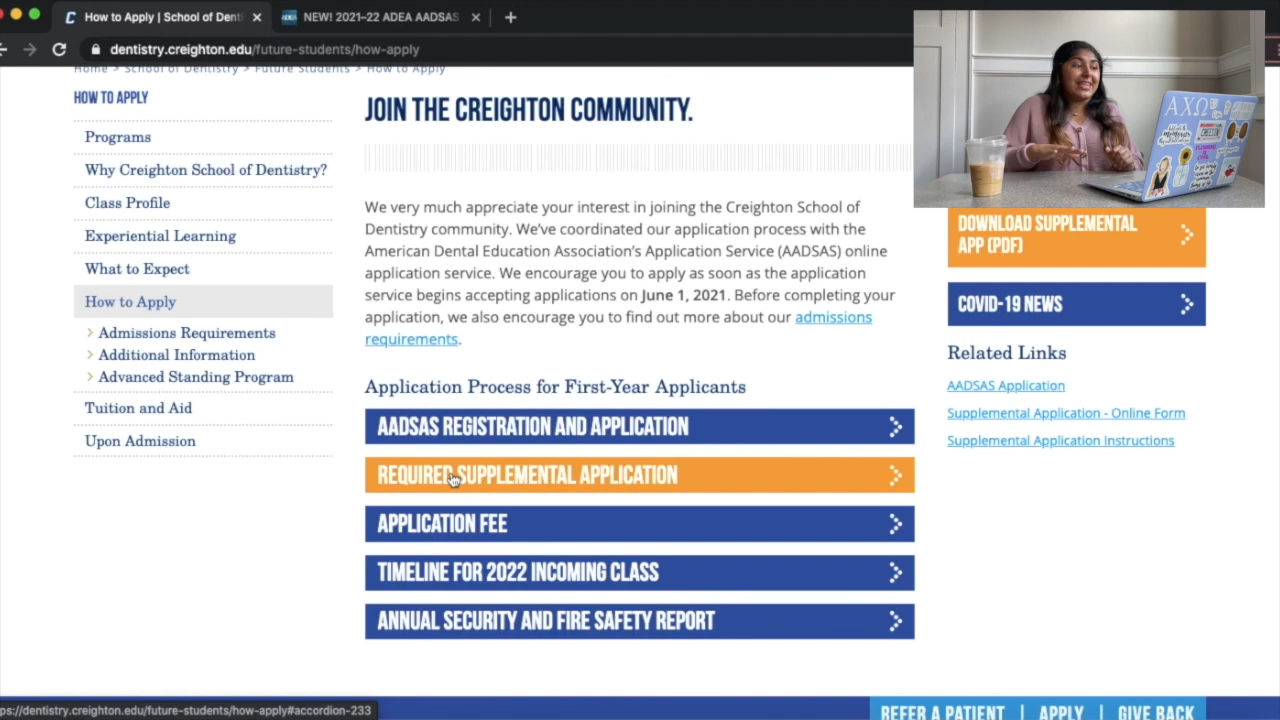 How to Apply | School of Denti
NEW! 2021–22 ADEA AADSAS
dentistry.creighton.edu/future-students/how-apply
Home > School of Dentistry > Future Students > How to Apply
HOW TO APPLY
Programs
Why Creighton School of Dentistry?
Class Profile
Experiential Learning
What to Expect
How to Apply
Admissions Requirements
Additional Information
Advanced Standing Program
Tuition and Aid
Upon Admission
JOIN THE CREIGHTON COMMUNITY.
We very much appreciate your interest in joining the Creighton School of
Dentistry community. We've coordinated our application process with the
American Dental Education Association's Application Service (AADSAS) online
application service. We encourage you to apply as soon as the application
service begins accepting applications on June 1, 2021. Before completing your
application, we also encourage you to find out more about our admissions
requirements.
Application Process for First-Year Applicants
AADSAS REGISTRATION AND APPLICATION
REQUIRED SUPPLEMENTAL APPLICATION
APPLICATION FEE
TIMELINE FOR 2022 INCOMING CLASS
ANNUAL SECURITY AND FIRE SAFETY REPORT
ΑΧΩ
DOWNLOAD SUPPLEMENTAL
APP (PDF)
COVID-19 NEWS
Related Links
AADSAS Application
Supplemental Application - Online Form
Supplemental Application Instructions
ps://dentistry.creighton.edu/future-students/how-apply#accordion-233
REFER A PATIENT | APPLY | GIVE BACK